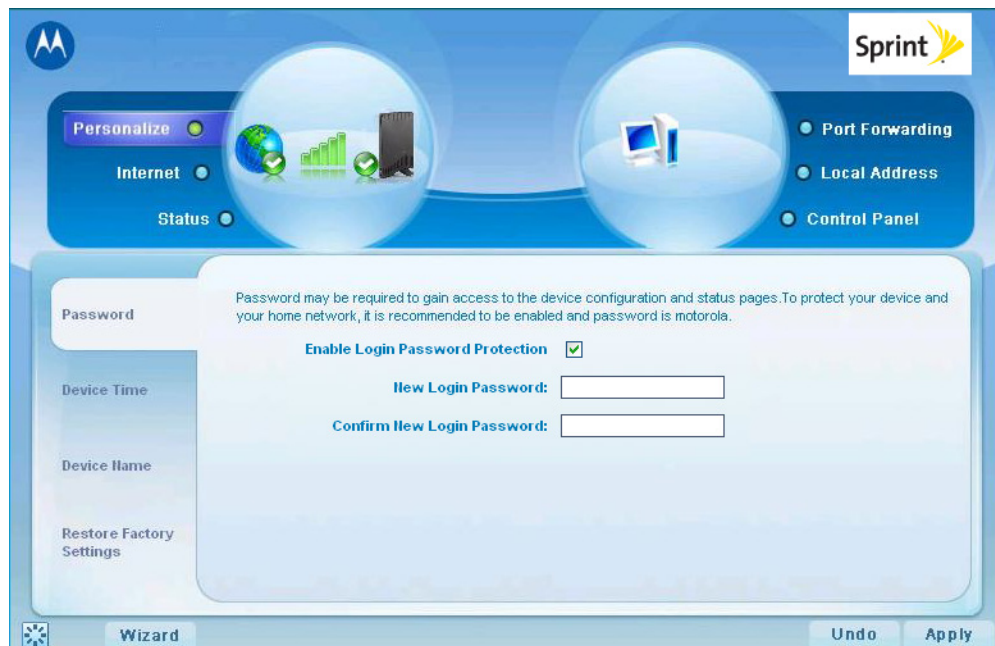 Sprint
Personalize
Internet
Status
Port Forwarding
Local Address
Control Panel
Password
Device Time
Device Name
Restore Factory
Settings
Password may be required to gain access to the device configuration and status pages.To protect your device and
your home network, it is recommended to be enabled and password is motorola.
Enable Login Password Protection
New Login Password:
Confirm New Login Password:
Wizard
Undo
Apply